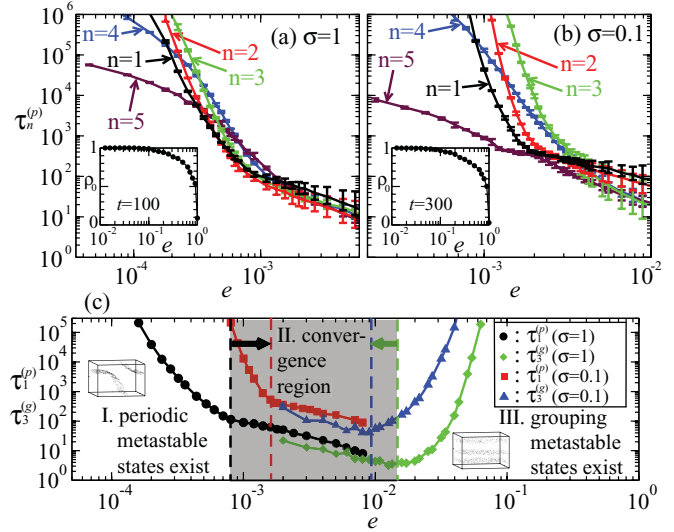 10^6
10^5
10^4
10^3
10^2
10^1
10^0
τ_n^(p)
n=4
n=1
n=2
n=3
n=5
(a) σ=1
1
ρ_0
0
t=100
10^-2 10^-1 10^0
e
10^-4 10^-3
e
n=5
n=4
n=1
n=2
n=3
(b) σ=0.1
1
ρ_0
0
t=300
10^-2 10^-1 10^0
e
10^-3 10^-2
e
(c)
10^5
10^4
10^3
10^2
10^1
10^0
τ_1^(p)
τ_3^(g)
I. periodic
metastable
states exist
II. conver-
gence
region
III. grouping
metastable
states exist
: τ_1^(p) (σ=1)
: τ_3^(g) (σ=1)
: τ_1^(p) (σ=0.1)
: τ_3^(g) (σ=0.1)
10^-4 10^-3 10^-2 10^-1 10^0
e